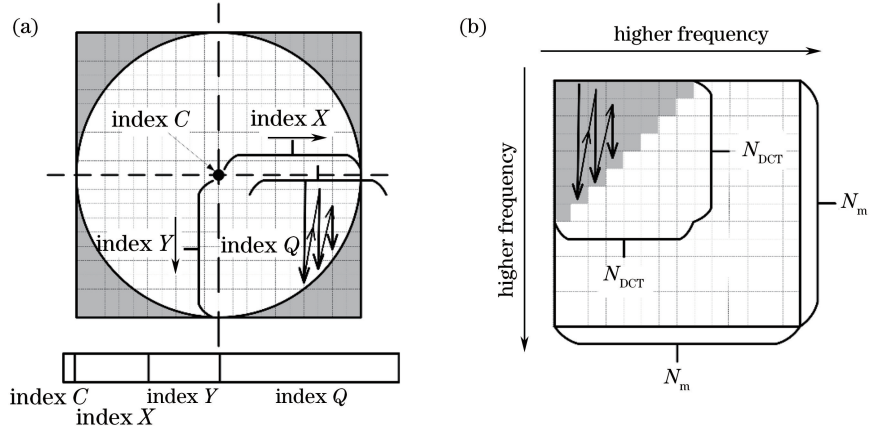 (a)
index C
index X
index Y
index Q
index C
index X
index Y
index Q
(b)
higher frequency
higher frequency
N_DCT
N_DCT
N_m
N_m